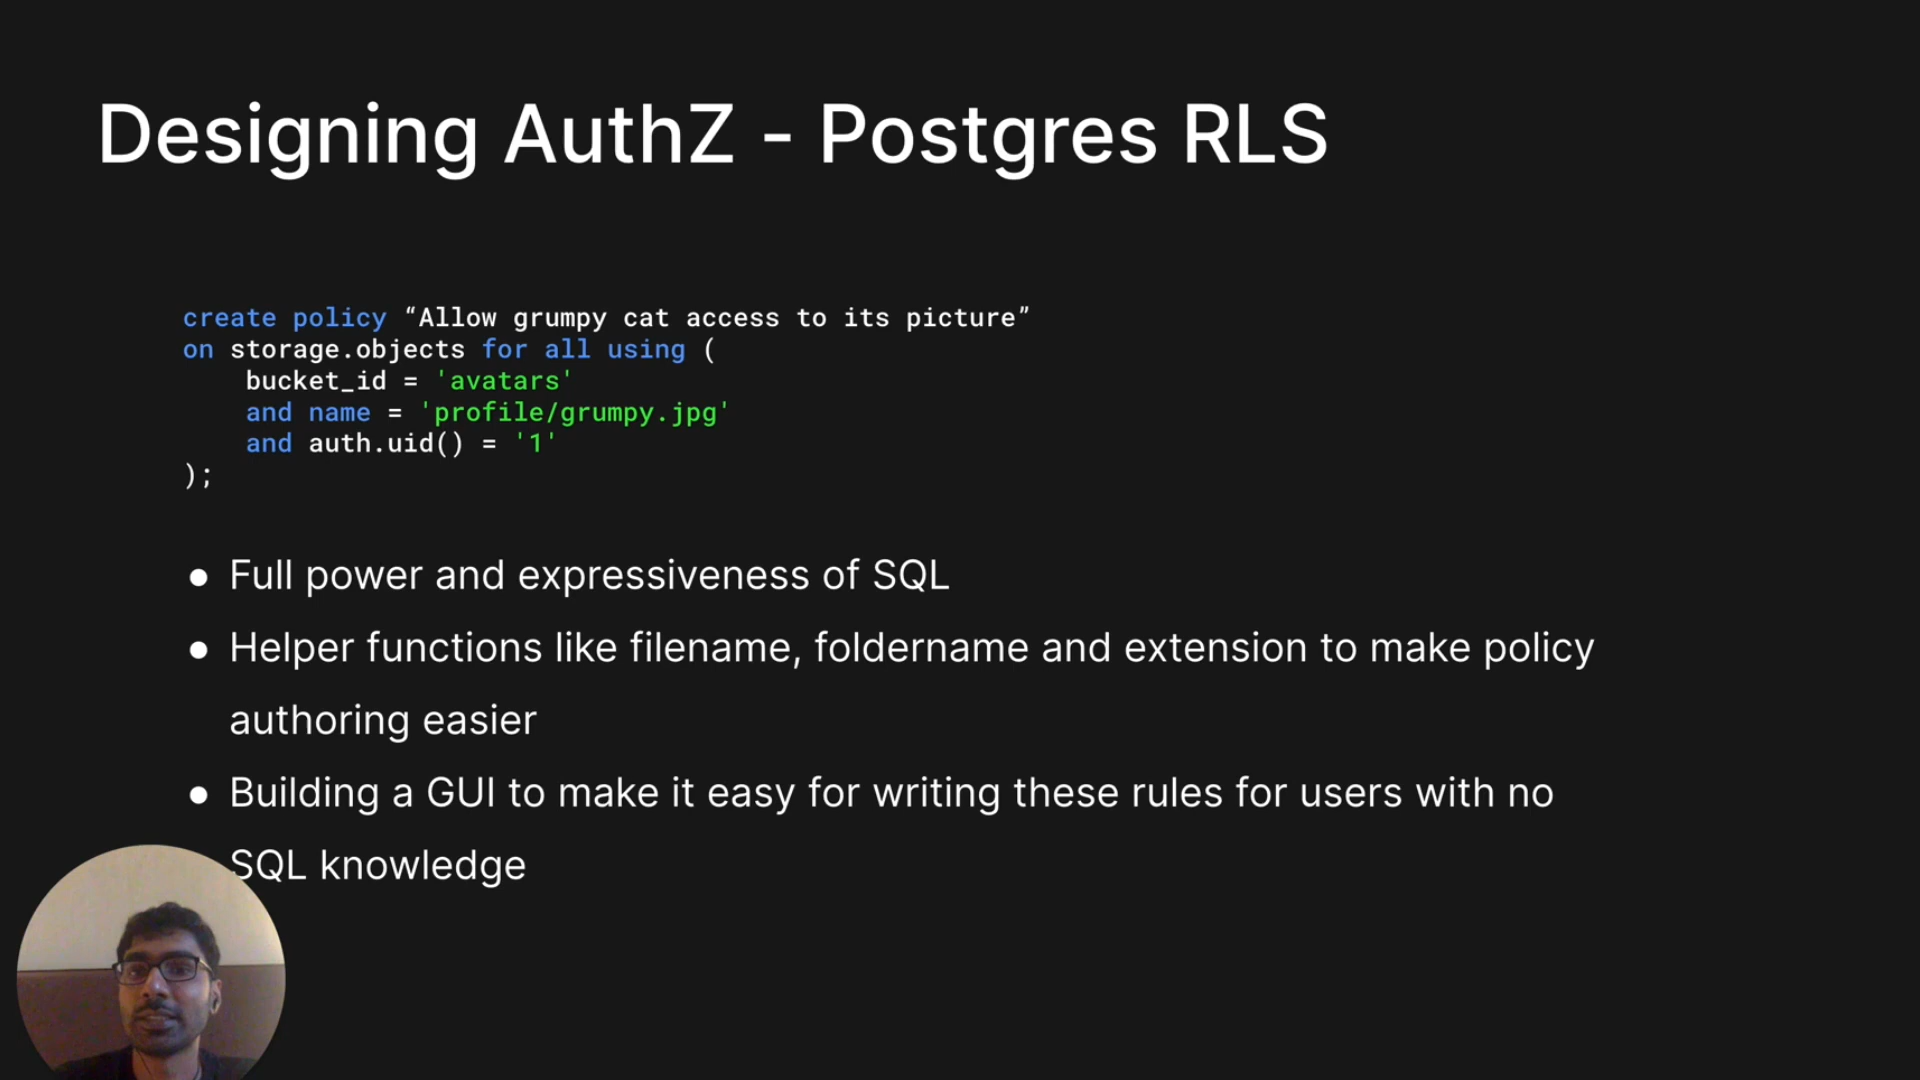 Designing AuthZ - Postgres RLS
create policy “Allow grumpy cat access to its picture”
on storage.objects for all using (
    bucket_id = 'avatars'
    and name = 'profile/grumpy.jpg'
    and auth.uid() = '1'
);
● Full power and expressiveness of SQL
● Helper functions like filename, foldername and extension to make policy
authoring easier
● Building a GUI to make it easy for writing these rules for users with no
SQL knowledge